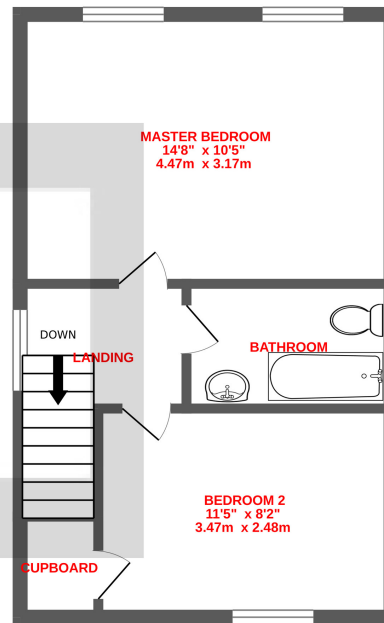 MASTER BEDROOM
14'8" x 10'5"
4.47m x 3.17m
DOWN
LANDING
BATHROOM
BEDROOM 2
11'5" x 8'2"
3.47m x 2.48m
CUPBOARD